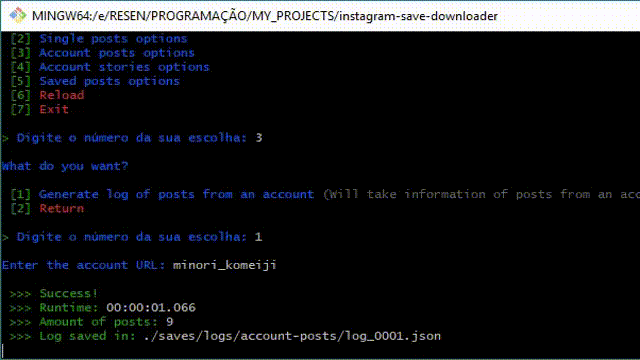 MINGW64:/e/RESEN/PROGRAMAÇÃO/MY_PROJECTS/instagram-save-downloader
[2] Single posts options
[3] Account posts options
[4] Account stories options
[5] Saved posts options
[6] Reload
[7] Exit
> Digite o número da sua escolha: 3
What do you want?
[1] Generate log of posts from an account (Will take information of posts from an acc
[2] Return
> Digite o número da sua escolha: 1
Enter the account URL: minori_komeiji
>>> Success!
>>> Runtime: 00:00:01.066
>>> Amount of posts: 9
>>> Log saved in: ./saves/logs/account-posts/log_0001.json